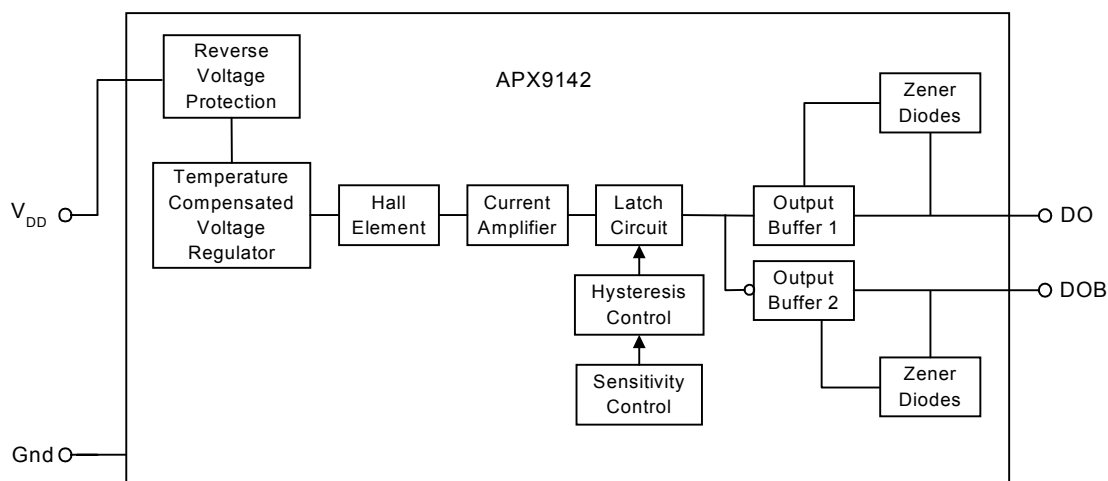 Reverse
Voltage
Protection
APX9142
Zener
Diodes
Temperature
Compensated
Voltage
Regulator
Hall
Element
Current
Amplifier
Latch
Circuit
Output
Buffer 1
VDD
DO
Hysteresis
Control
Output
Buffer 2
DOB
Sensitivity
Control
Zener
Diodes
Gnd